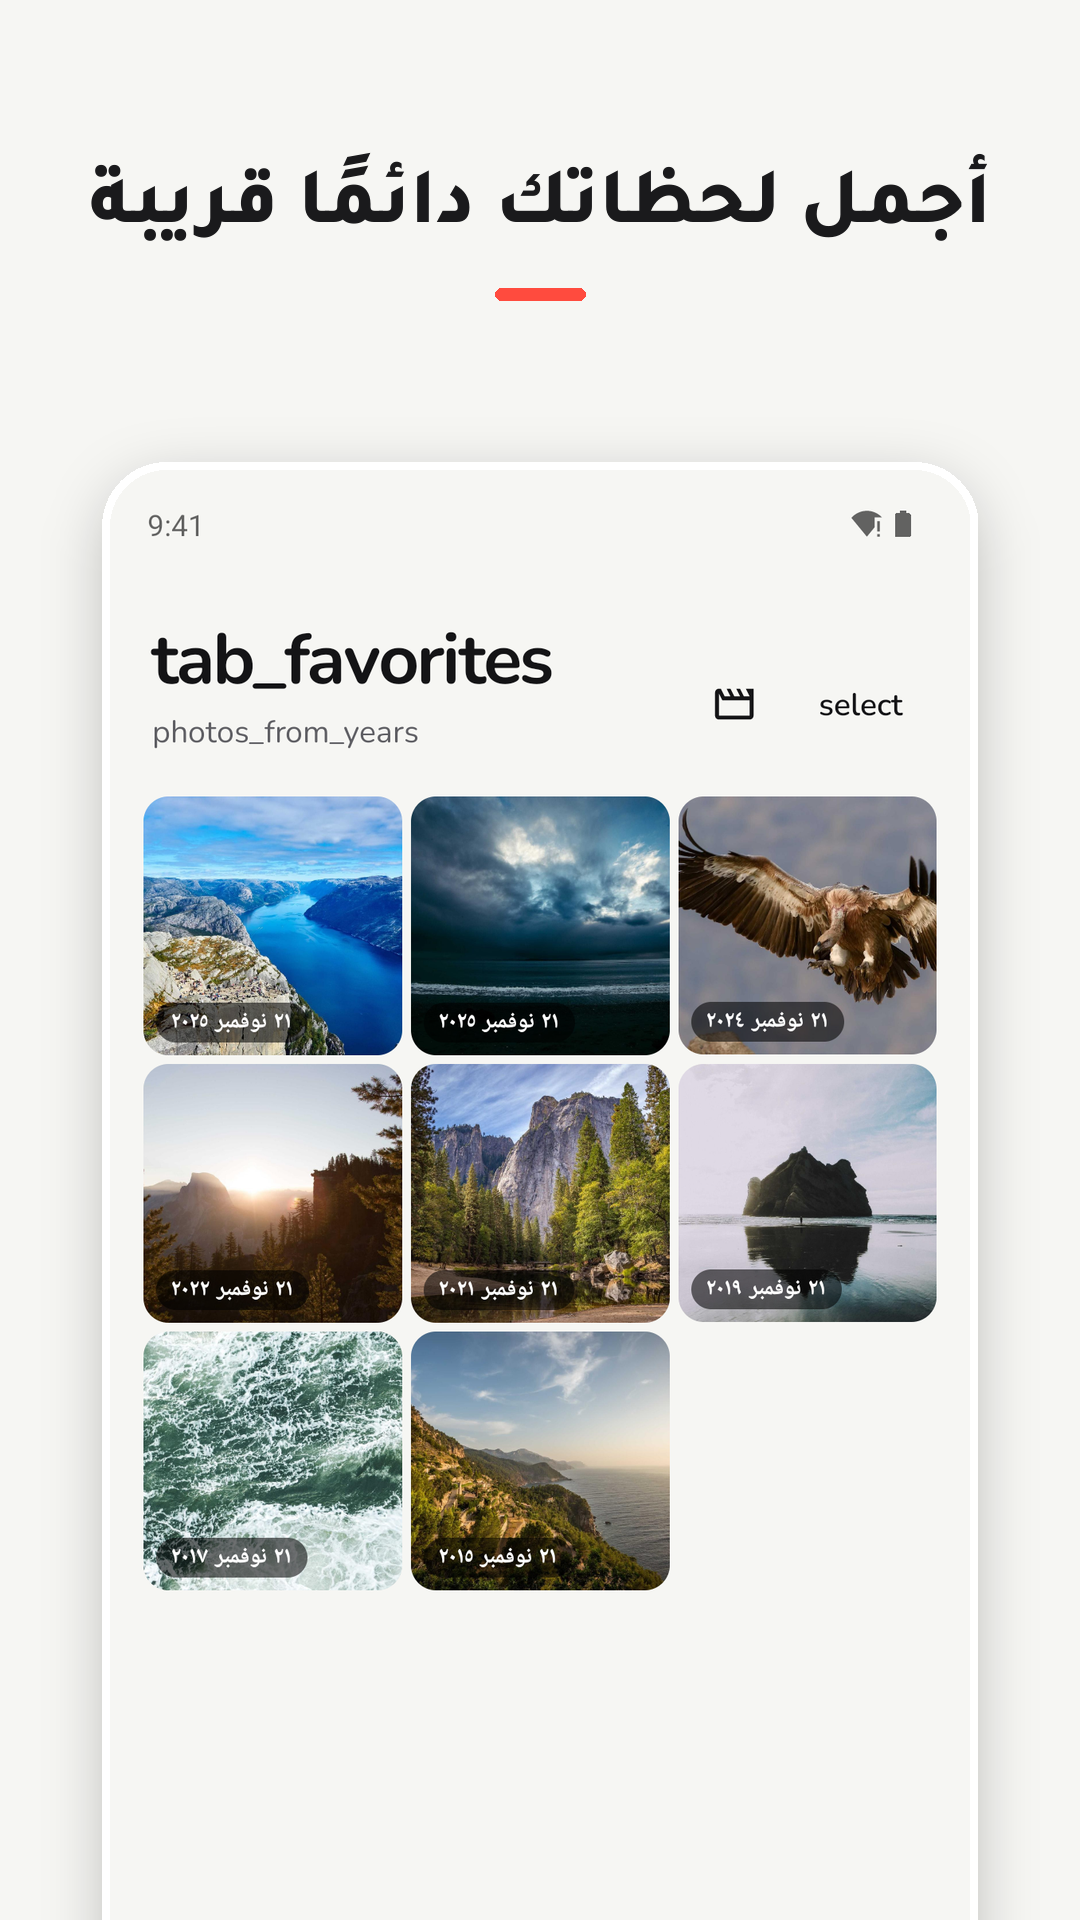 أجمل لحظاتك دائمًا قريبة
9:41
tab_favorites
photos_from_years
select
٢١ نوفمبر ٢٠٢٥
٢١ نوفمبر ٢٠٢٥
٢١ نوفمبر ٢٠٢٤
٢١ نوفمبر ٢٠٢٢
٢١ نوفمبر ٢٠٢١
٢١ نوفمبر ٢٠١٩
٢١ نوفمبر ٢٠١٧
٢١ نوفمبر ٢٠١٥